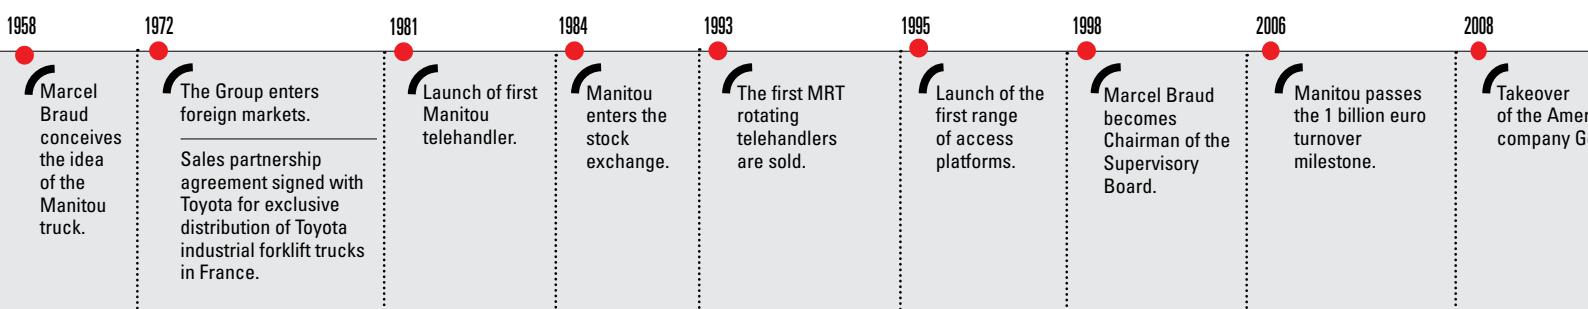 1958
Marcel
Braud
conceives
the idea
of the
Manitou
truck.
1972
The Group enters
foreign markets.
Sales partnership
agreement signed with
Toyota for exclusive
distribution of Toyota
industrial forklift trucks
in France.
1981
Launch of first
Manitou
telehandler.
1984
Manitou
enters the
stock
exchange.
1993
The first MRT
rotating
telehandlers
are sold.
1995
Launch of the
first range
of access
platforms.
1998
Marcel Braud
becomes
Chairman of the
Supervisory
Board.
2006
Manitou passes
the 1 billion euro
turnover
milestone.
2008
Takeover
of the
company